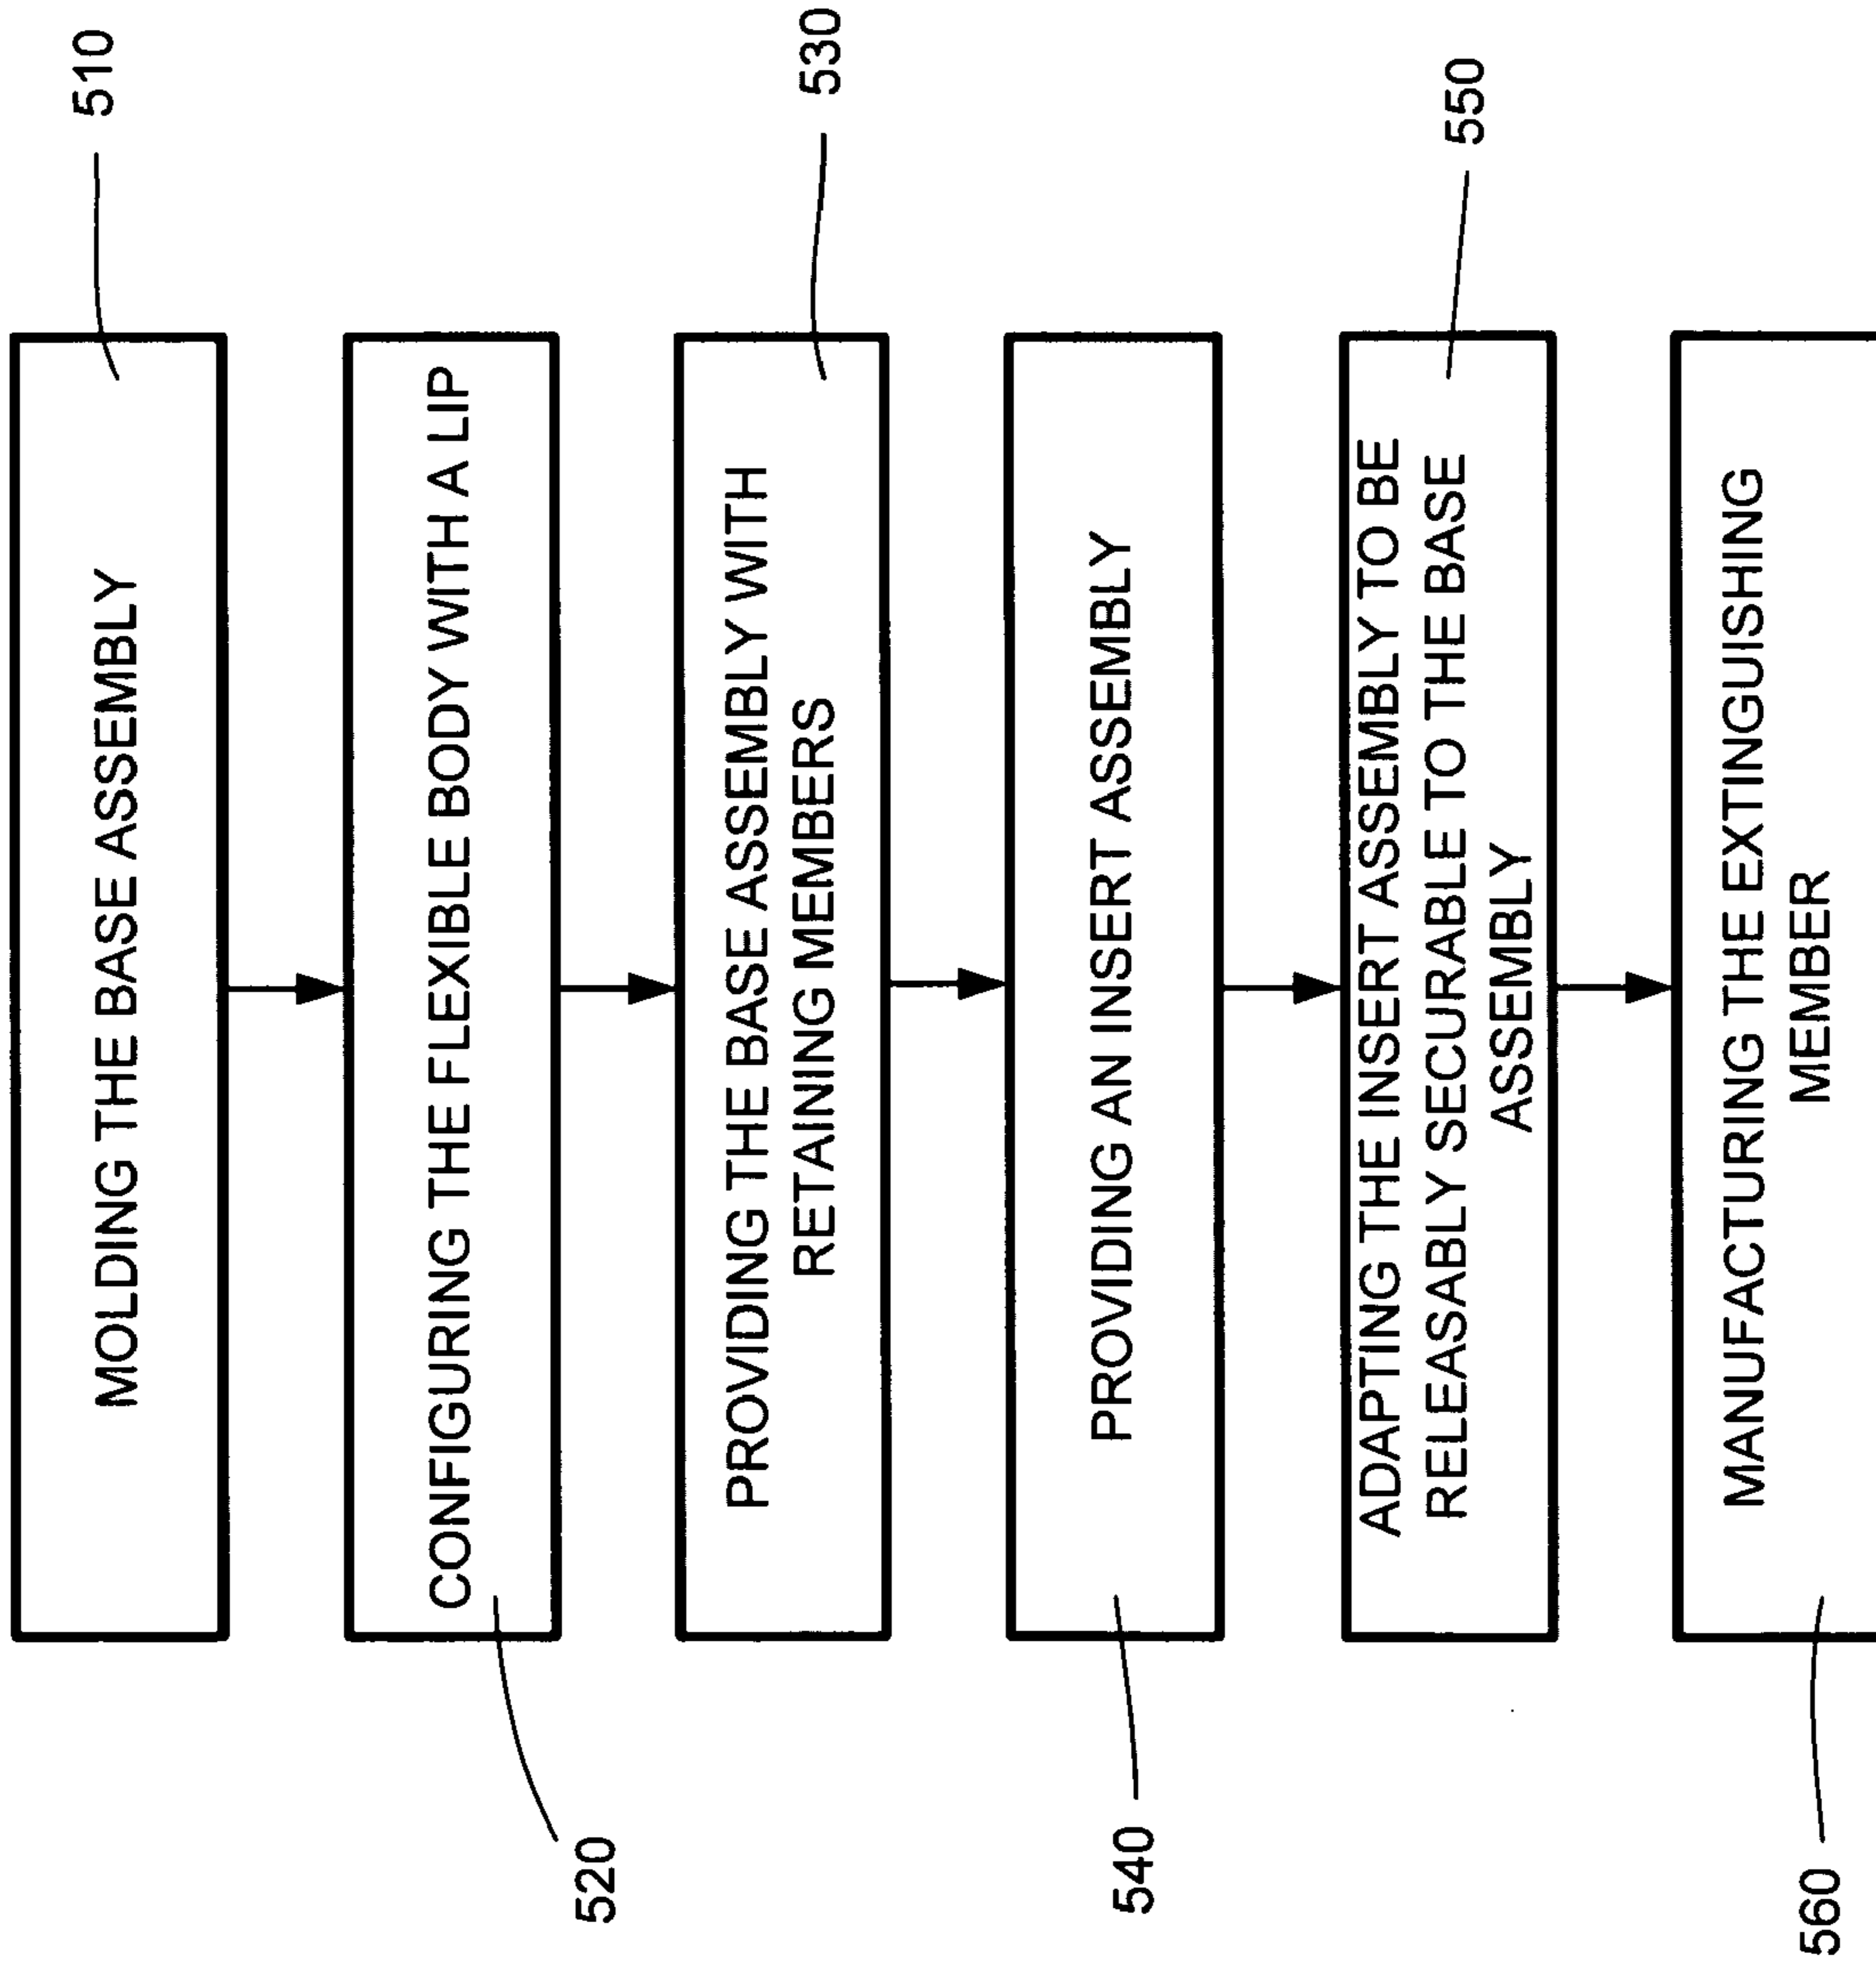 510
MOLDING THE BASE ASSEMBLY
CONFIGURING THE FLEXIBLE BODY WITH A LIP
520
530
PROVIDING THE BASE ASSEMBLY WITH
RETAINING MEMBERS
PROVIDING AN INSERT ASSEMBLY
540
550
ADAPTING THE INSERT ASSEMBLY TO BE
RELEASABLY SECURABLE TO THE BASE
ASSEMBLY
MANUFACTURING THE EXTINGUISHING
MEMBER
560